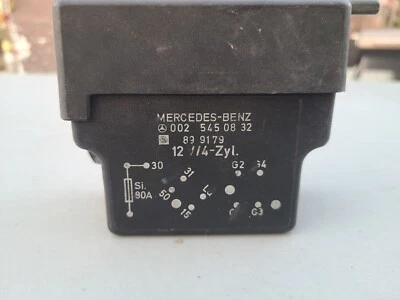 MERCEDES-BENZ
002 545 08 32
89 9179
12 V/4-Zyl.
30
Si.
80A
31
50
15
G2
G4
G3